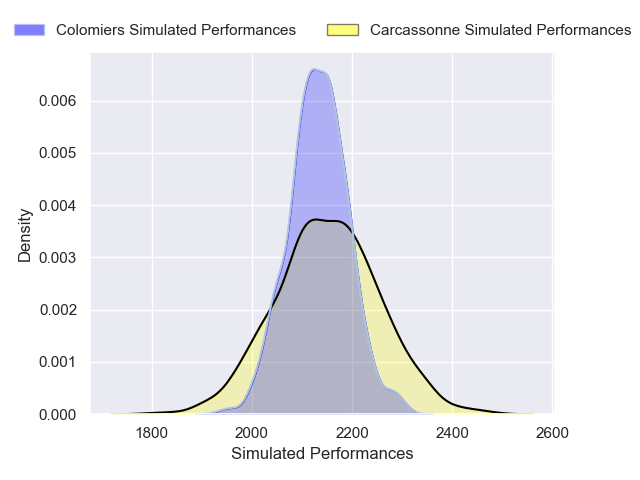 Colomiers Simulated Performances
Carcassonne Simulated Performances
Density
0.006
0.005
0.004
0.003
0.002
0.001
0.000
1800 2000 2200 2400 2600
Simulated Performances